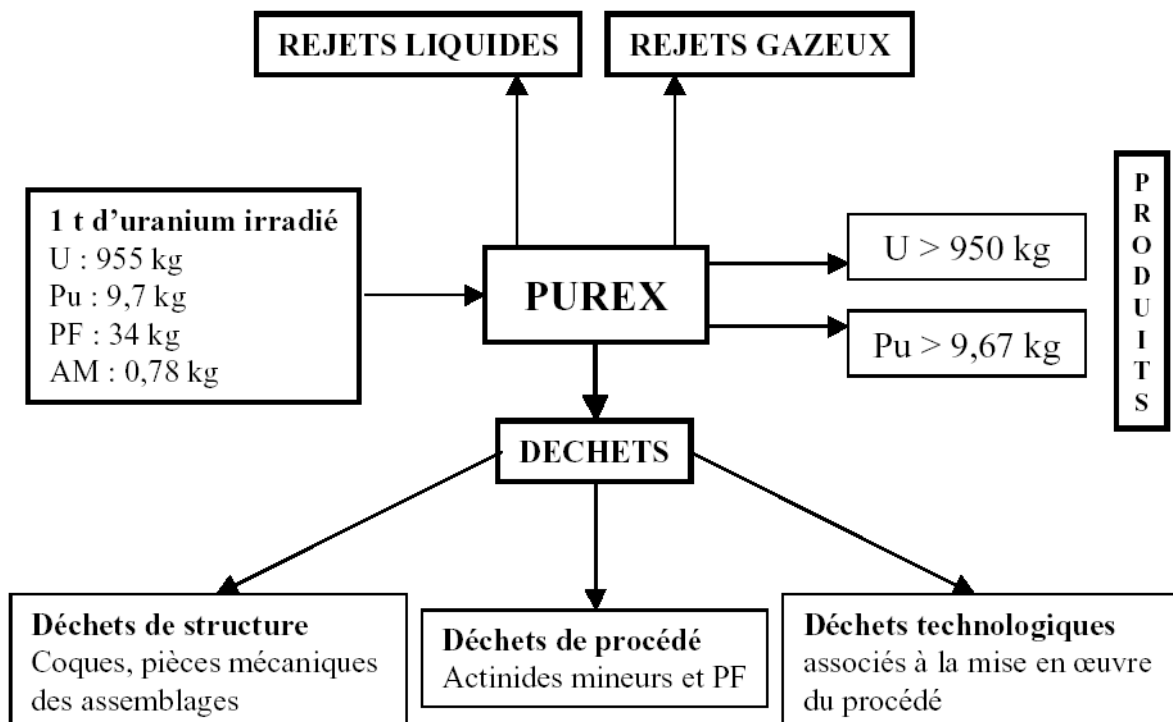 REJETS LIQUIDES
REJETS GAZEUX
1 t d’uranium irradié
U : 955 kg
Pu : 9,7 kg
PF : 34 kg
AM : 0,78 kg
PUREX
U > 950 kg
Pu > 9,67 kg
PRODUITS
DECHETS
Déchets de structure
Coques, pièces mécaniques
des assemblages
Déchets de procédé
Actinides mineurs et PF
Déchets technologiques
associés à la mise en œuvre
du procédé